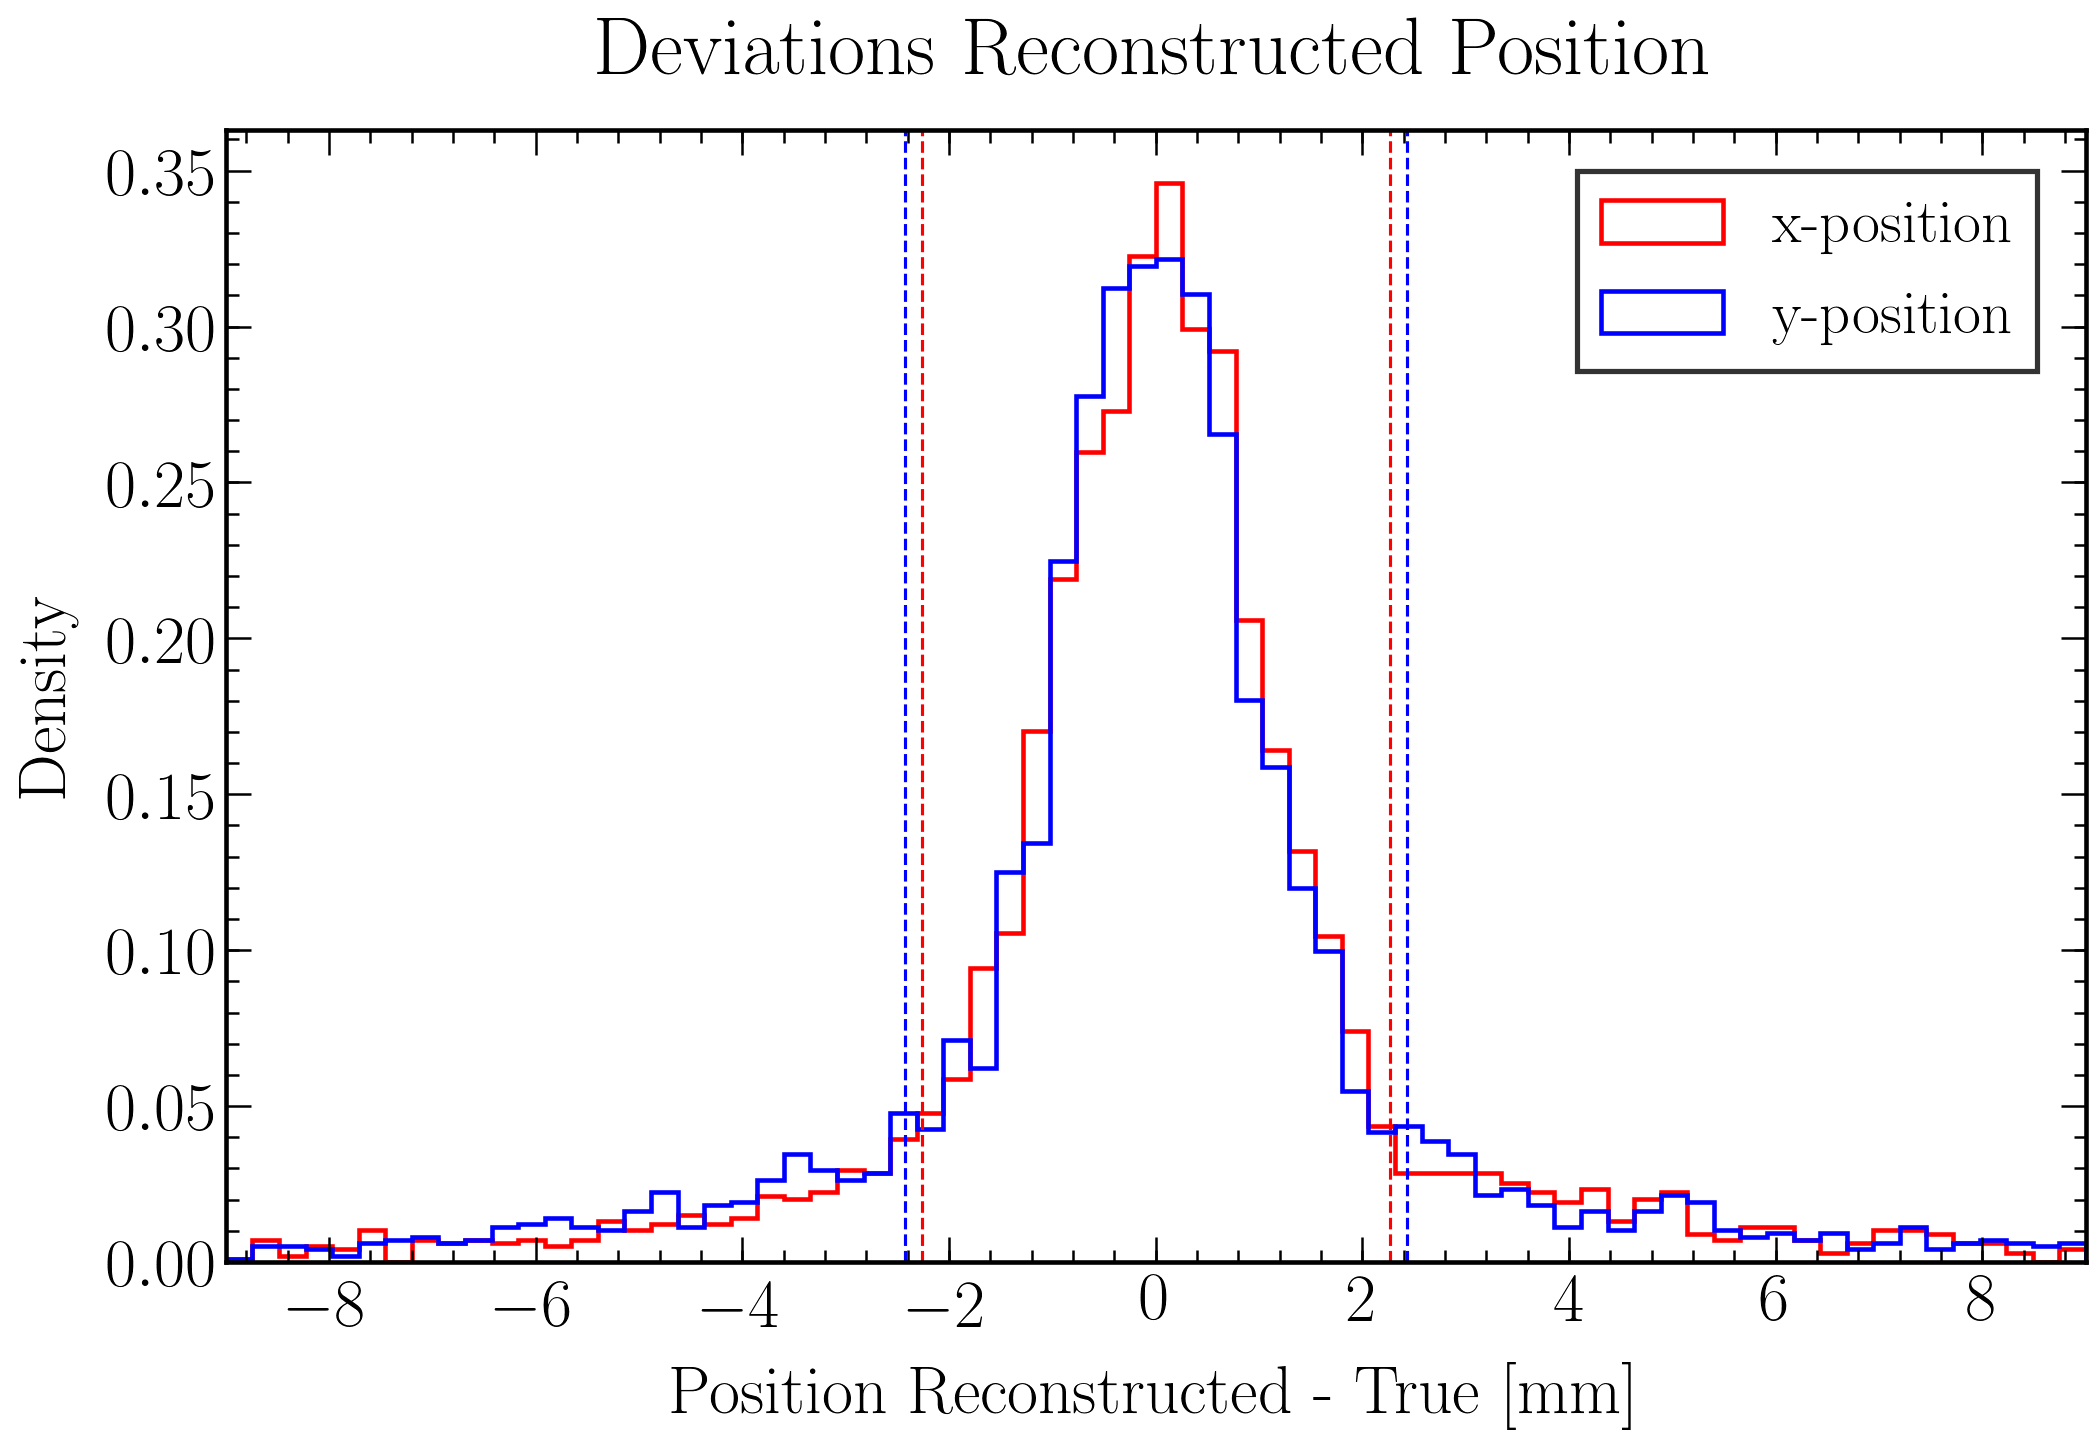 Deviations Reconstructed Position
0.35
0.30
0.25
0.20
0.15
0.10
0.05
0.00
Density
x-position
y-position
−8 −6 −4 −2 0 2 4 6 8
Position Reconstructed - True [mm]